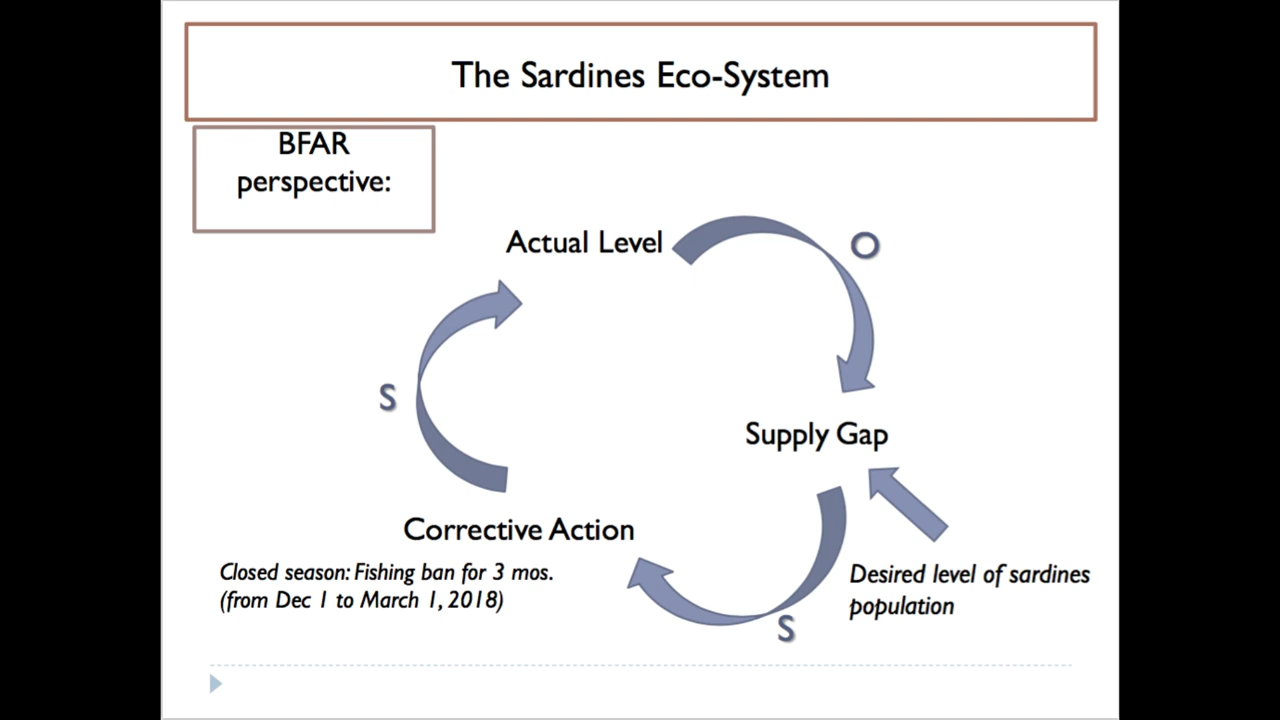 The Sardines Eco-System
BFAR
perspective:
Actual Level
O
S
Supply Gap
Corrective Action
Closed season: Fishing ban for 3 mos.
(from Dec 1 to March 1, 2018)
Desired level of sardines
population
S